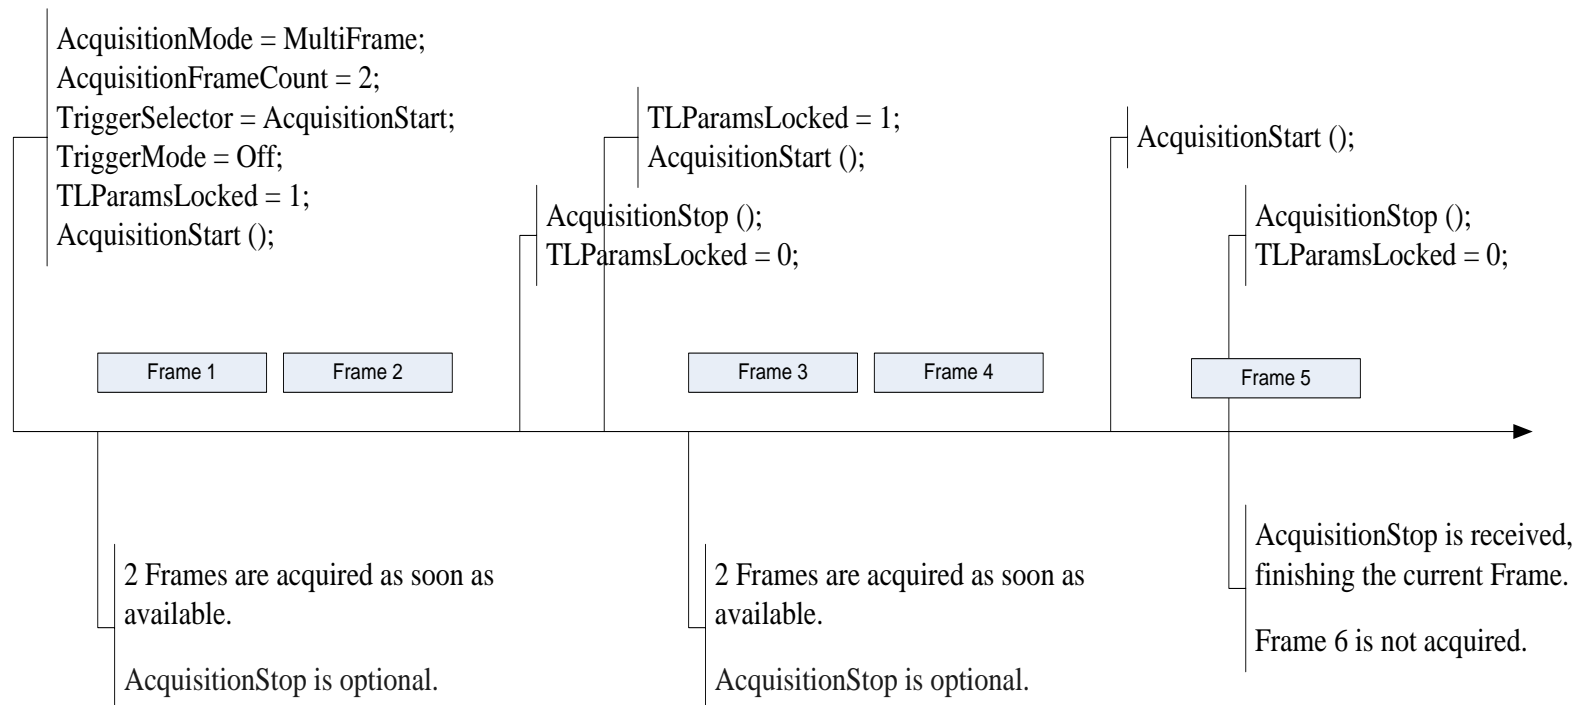 AcquisitionMode = MultiFrame;
AcquisitionFrameCount = 2;
TriggerSelector = AcquisitionStart;
TriggerMode = Off;
TLParamsLocked = 1;
AcquisitionStart ();
AcquisitionStop ();
TLParamsLocked = 0;
TLParamsLocked = 1;
AcquisitionStart ();
AcquisitionStart ();
AcquisitionStop ();
TLParamsLocked = 0;
Frame 1
Frame 2
Frame 3
Frame 4
Frame 5
2 Frames are acquired as soon as
available.
AcquisitionStop is optional.
2 Frames are acquired as soon as
available.
AcquisitionStop is optional.
AcquisitionStop is received,
finishing the current Frame.
Frame 6 is not acquired.